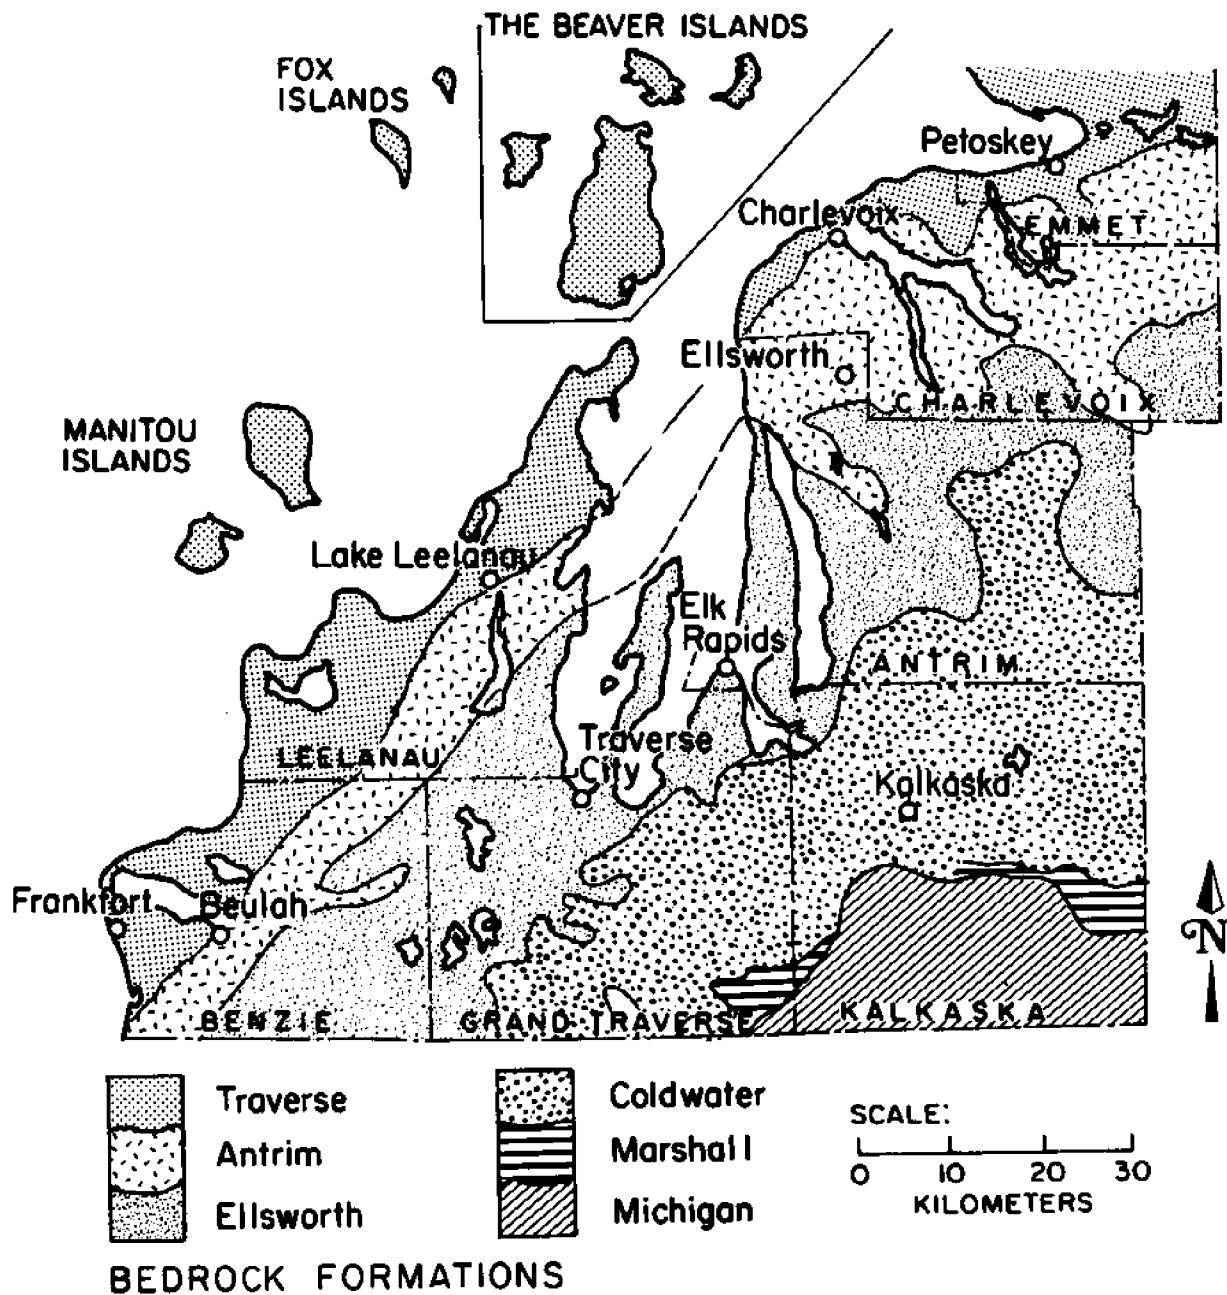 THE BEAVER ISLANDS
FOX
ISLANDS
Petoskey
Charlevoix
EMMET
Ellsworth
CHARLEVOIX
MANITOU
ISLANDS
Lake Leelanau
Elk
Rapids
ANTRIM
LEELANAU
Traverse
City
Kalkaska
Frankfort
Beulah
N
BENZIE
GRAND TRAVERSE
KALKASKA
Traverse
Antrim
Ellsworth
Coldwater
Marshall
Michigan
SCALE:
0 10 20 30
KILOMETERS
BEDROCK FORMATIONS